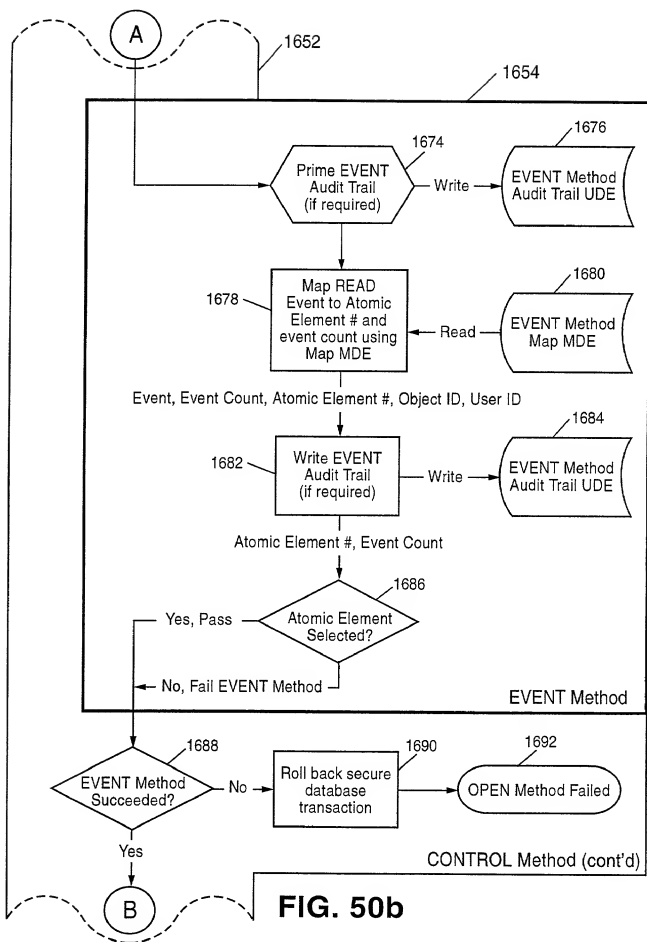 A
1652
1654
1674
Prime EVENT
Audit Trail
(if required)
Write
1676
EVENT Method
Audit Trail UDE
1678
Map READ
Event to Atomic
Element # and
event count using
Map MDE
Read
1680
EVENT Method
Map MDE
Event, Event Count, Atomic Element #, Object ID, User ID
1682
Write EVENT
Audit Trail
(if required)
Write
1684
EVENT Method
Audit Trail UDE
Atomic Element #, Event Count
1686
Atomic Element
Selected?
Yes, Pass
No, Fail EVENT Method
EVENT Method
1688
EVENT Method
Succeeded?
No
1690
Roll back secure
database
transaction
1692
OPEN Method Failed
Yes
CONTROL Method (cont'd)
B
FIG. 50b